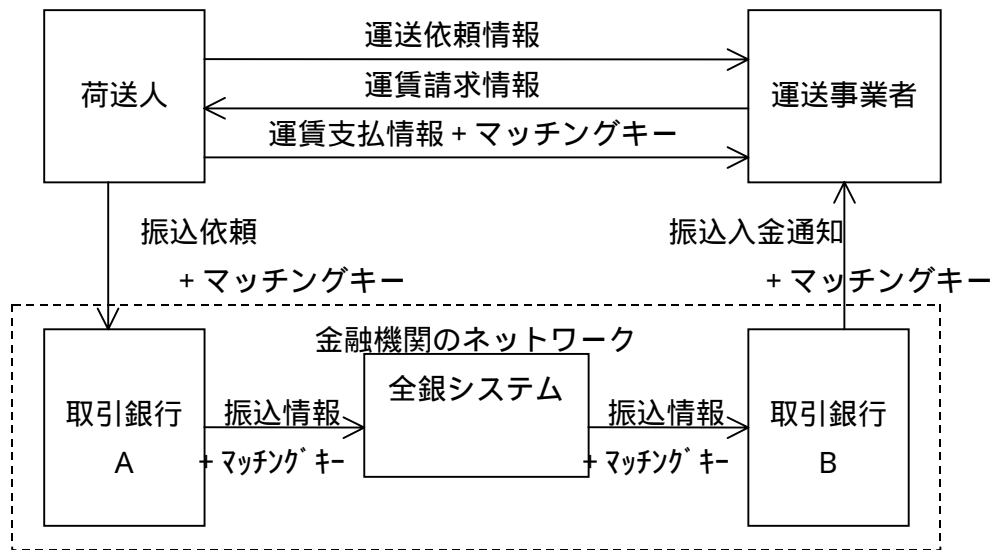 運送依頼情報
荷送人
運賃請求情報
運送事業者
運賃支払情報 + マッチングキー
振込依頼
+ マッチングキー
振込入金通知
+ マッチングキー
金融機関のネットワーク
取引銀行
A
振込情報
+ マッチングキー
全銀システム
振込情報
+ マッチングキー
取引銀行
B